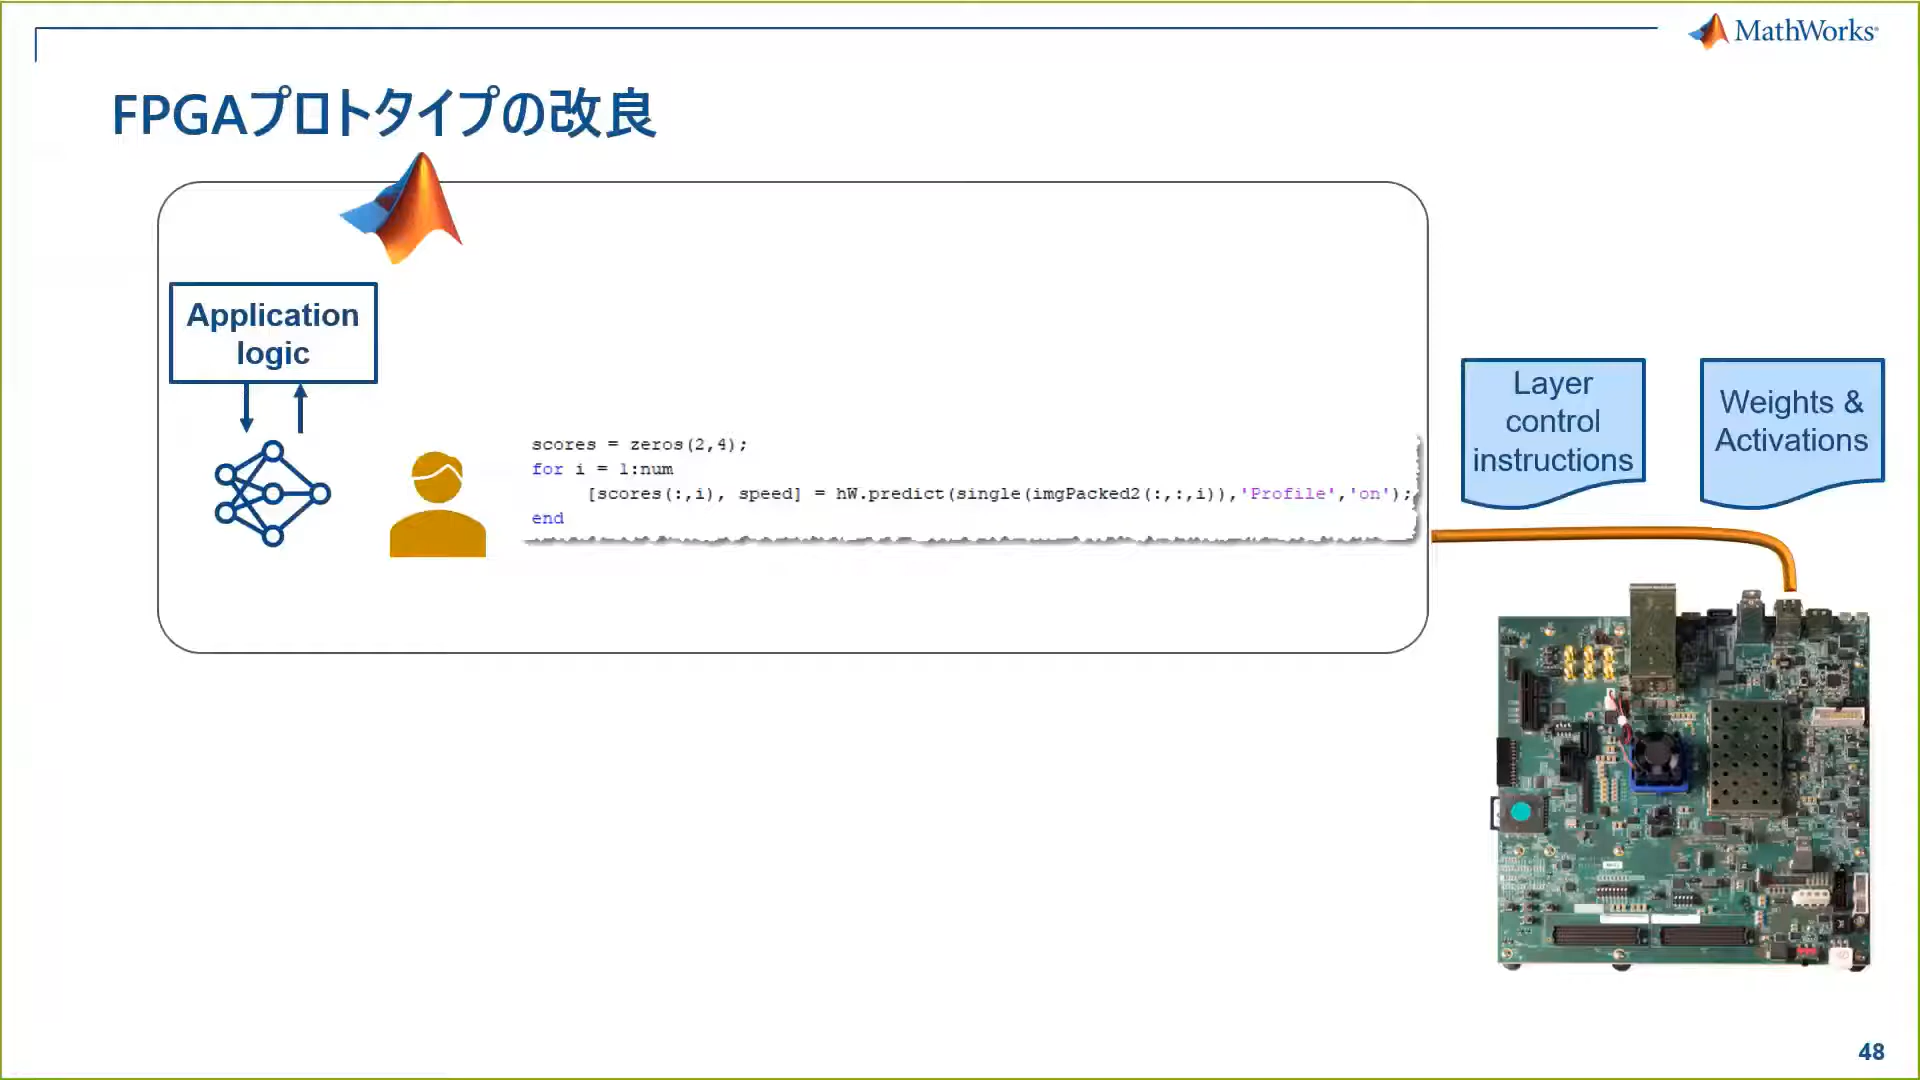 MathWorks
FPGAプロトタイプの改良
Application
logic
scores = zeros(2,4);
for i = 1:num
[scores(:,i), speed] = hW.predict(single(imgPacked2(:,:,i)),'Profile','on');
end
Layer
control
instructions
Weights &
Activations
48